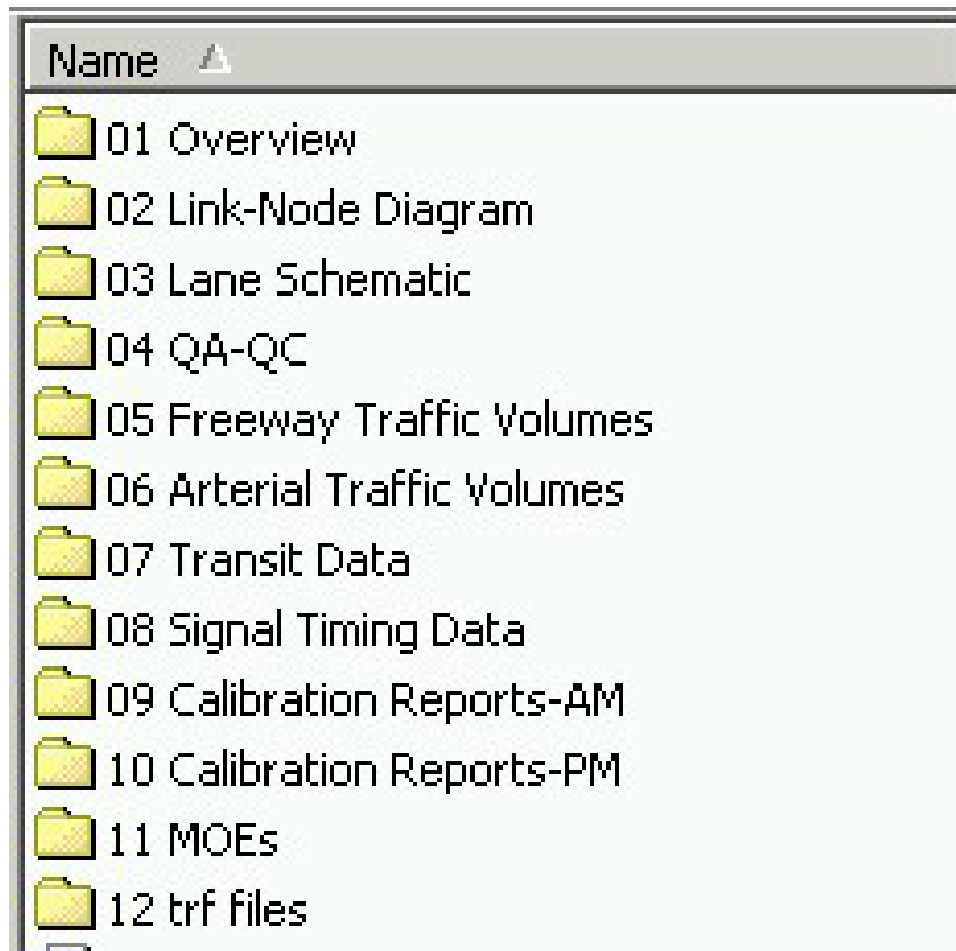 Name
01 Overview
02 Link-Node Diagram
03 Lane Schematic
04 QA-QC
05 Freeway Traffic Volumes
06 Arterial Traffic Volumes
07 Transit Data
08 Signal Timing Data
09 Calibration Reports-AM
10 Calibration Reports-PM
11 MOEs
12 trf files